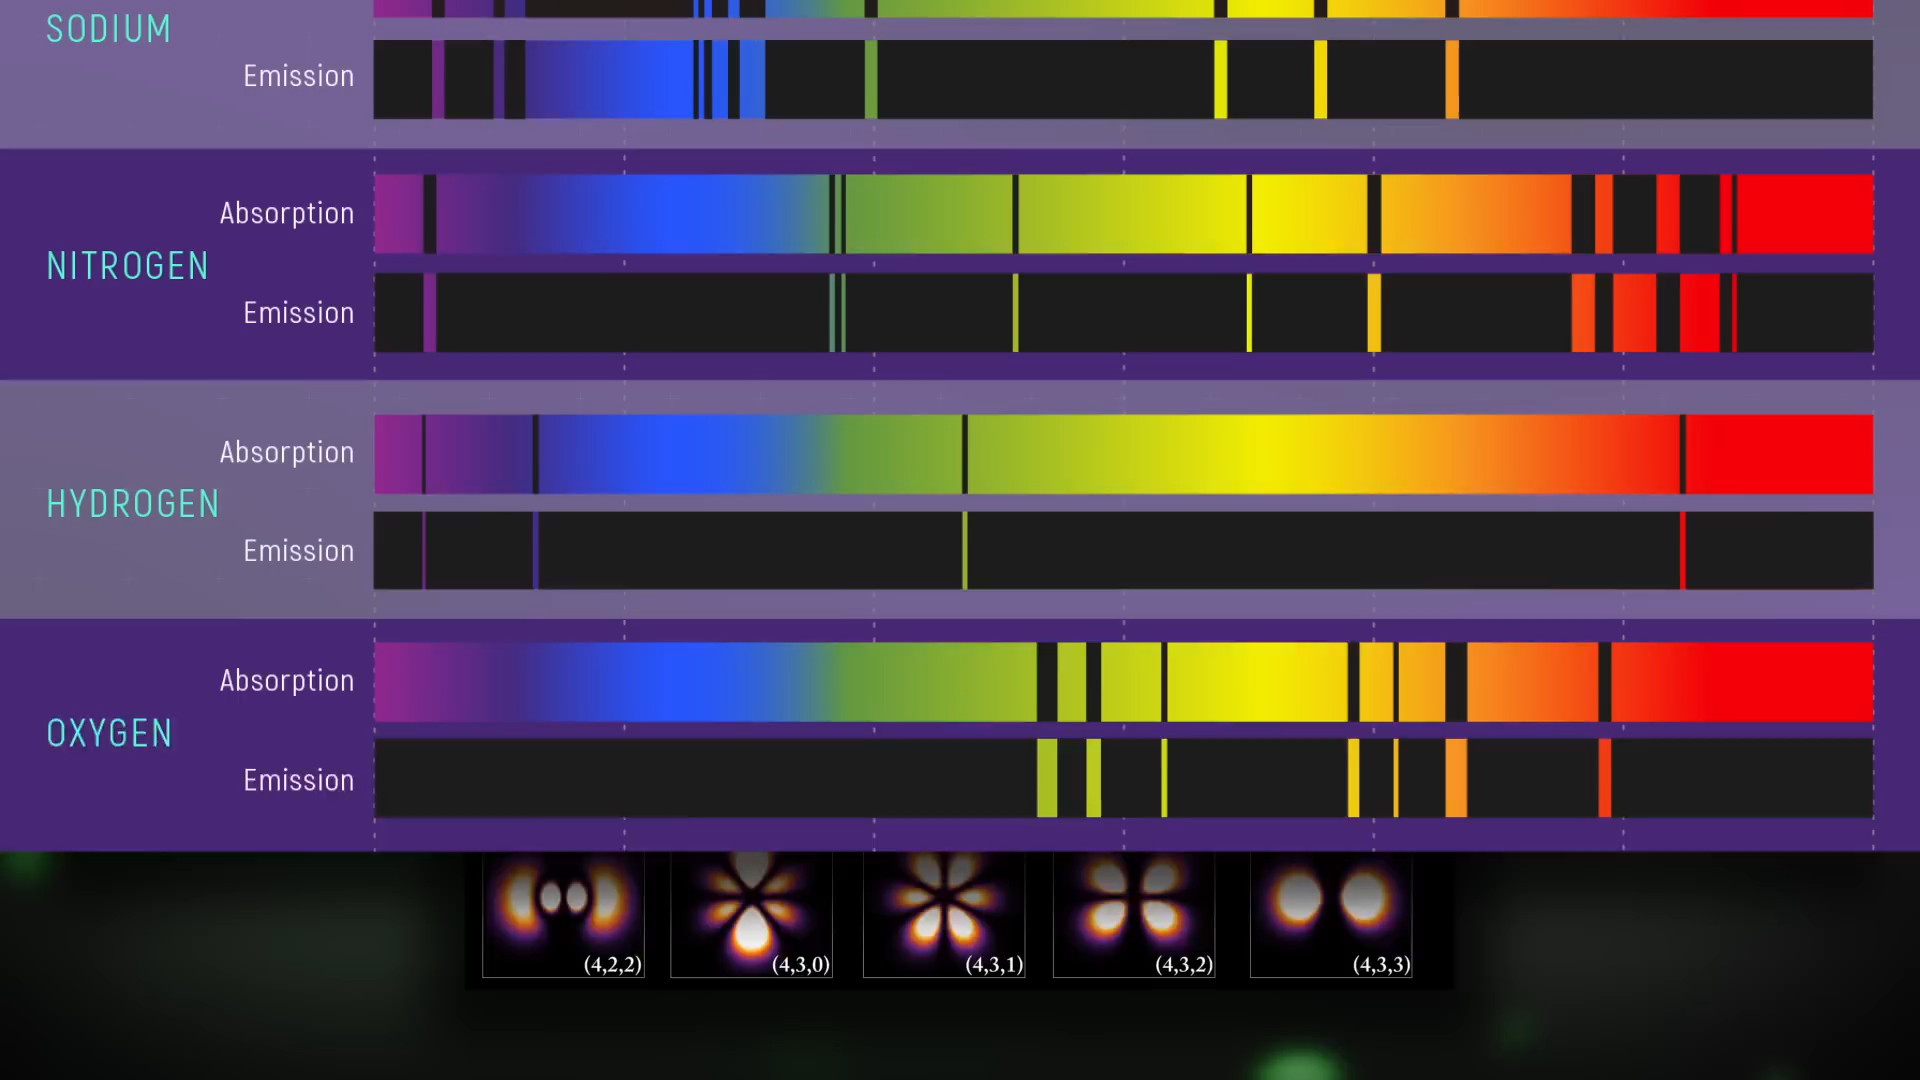 SODIUM
Emission
Absorption
NITROGEN
Emission
Absorption
HYDROGEN
Emission
Absorption
OXYGEN
Emission
(4,2,2) (4,3,0) (4,3,1) (4,3,2) (4,3,3)